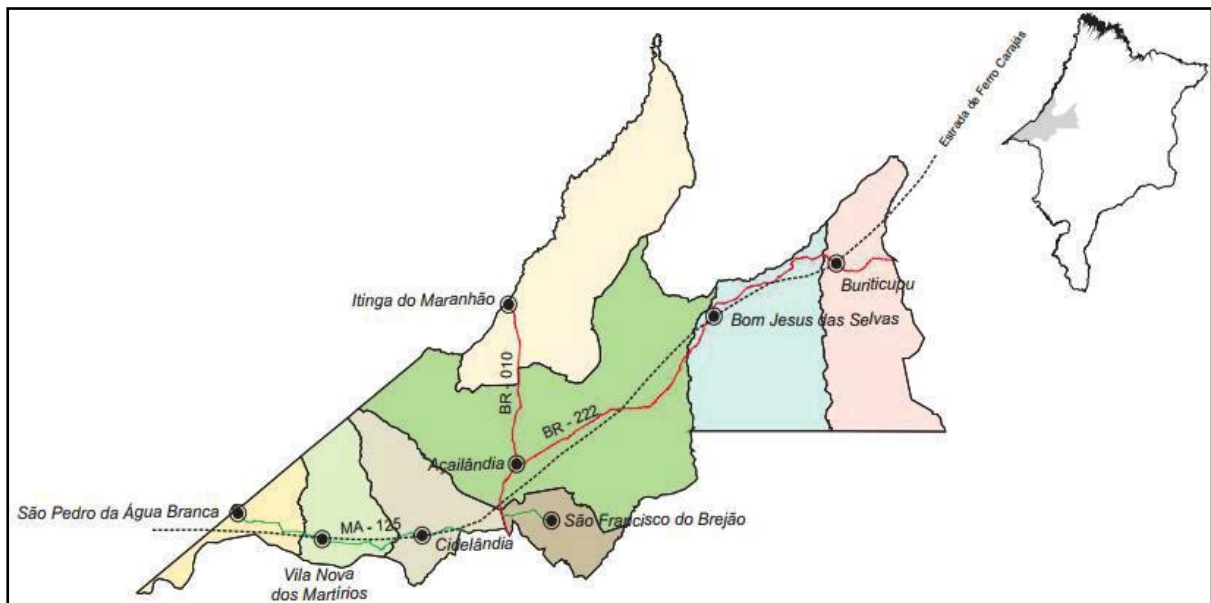 Estrada de Ferro Carajás
Itinga do Maranhão
Buriticupu
Bom Jesus das Selvas
BR - 010
BR - 222
Açailândia
São Pedro da Água Branca
MA - 125
São Francisco do Brejão
Cidelândia
Vila Nova
dos Martírios